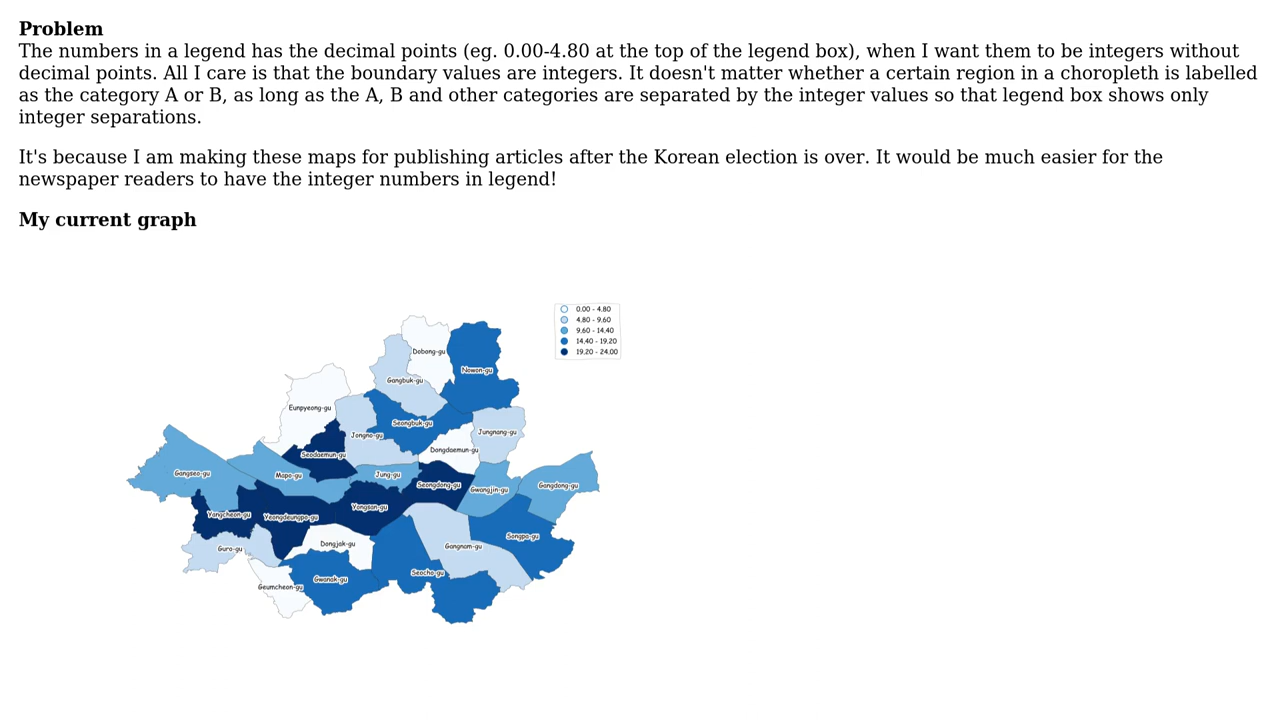 Problem
The numbers in a legend has the decimal points (eg. 0.00-4.80 at the top of the legend box), when I want them to be integers without
decimal points. All I care is that the boundary values are integers. It doesn't matter whether a certain region in a choropleth is labelled
as the category A or B, as long as the A, B and other categories are separated by the integer values so that legend box shows only
integer separations.
It's because I am making these maps for publishing articles after the Korean election is over. It would be much easier for the
newspaper readers to have the integer numbers in legend!
My current graph
0.00 - 4.80
4.80 - 9.60
9.60 - 14.40
14.40 - 19.20
19.20 - 24.00
Dobong-gu
Nowon-gu
Gangbuk-gu
Eunpyeong-gu
Seongbuk-gu
Jungnang-gu
Jongno-gu
Dongdaemun-gu
Seodaemun-gu
Gangseo-gu
Mapo-gu
Jung-gu
Seongdong-gu
Gwangjin-gu
Gangdong-gu
Yongsan-gu
Yangcheon-gu
Yeongdeungpo-gu
Songpa-gu
Dongjak-gu
Gangnam-gu
Guro-gu
Seocho-gu
Gwanak-gu
Geumcheon-gu